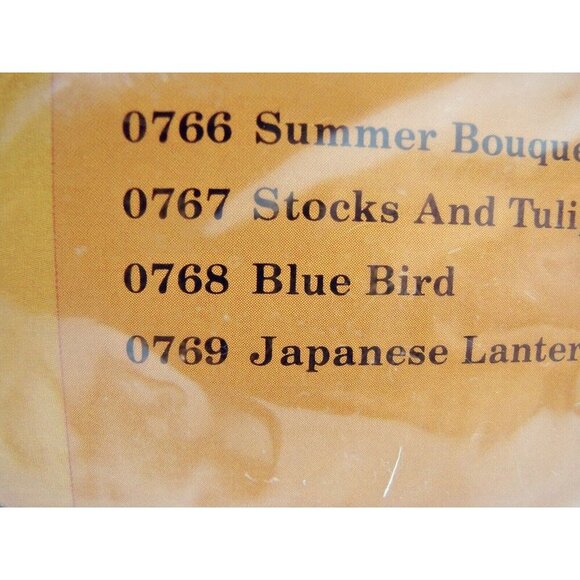 0766 Summer Bouque
0767 Stocks And Tuli
0768 Blue Bird
0769 Japanese Lanter